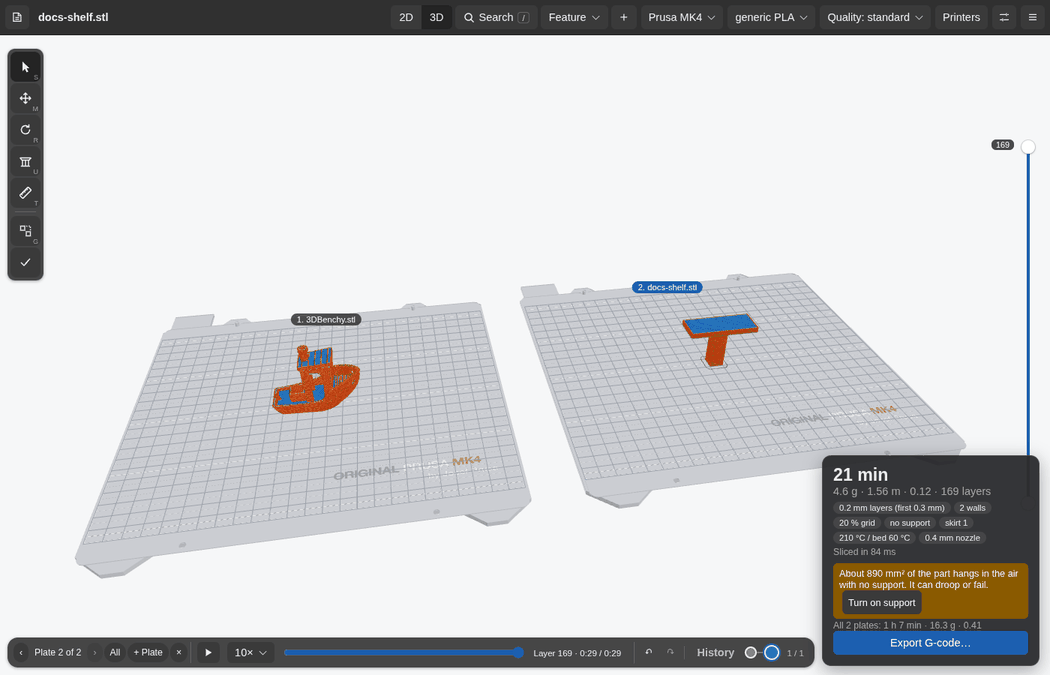 docs-shelf.stl
2D
3D
Search /
Feature
+
Prusa MK4
generic PLA
Quality: standard
Printers
S
M
R
U
T
G
169
2. docs-shelf.stl
1. 3DBenchy.stl
ORIGINAL PRUSA MK4
ORIGINAL MK4
21 min
4.6 g · 1.56 m · 0.12 · 169 layers
0.2 mm layers (first 0.3 mm)
2 walls
20 % grid
no support
skirt 1
210 °C / bed 60 °C
0.4 mm nozzle
Sliced in 84 ms
About 890 mm² of the part hangs in the air
with no support. It can droop or fail.
Turn on support
All 2 plates: 1 h 7 min · 16.3 g · 0.41
Export G-code…
‹
Plate 2 of 2
›
All
+ Plate
×
10×
Layer 169 · 0:29 / 0:29
History
1 / 1